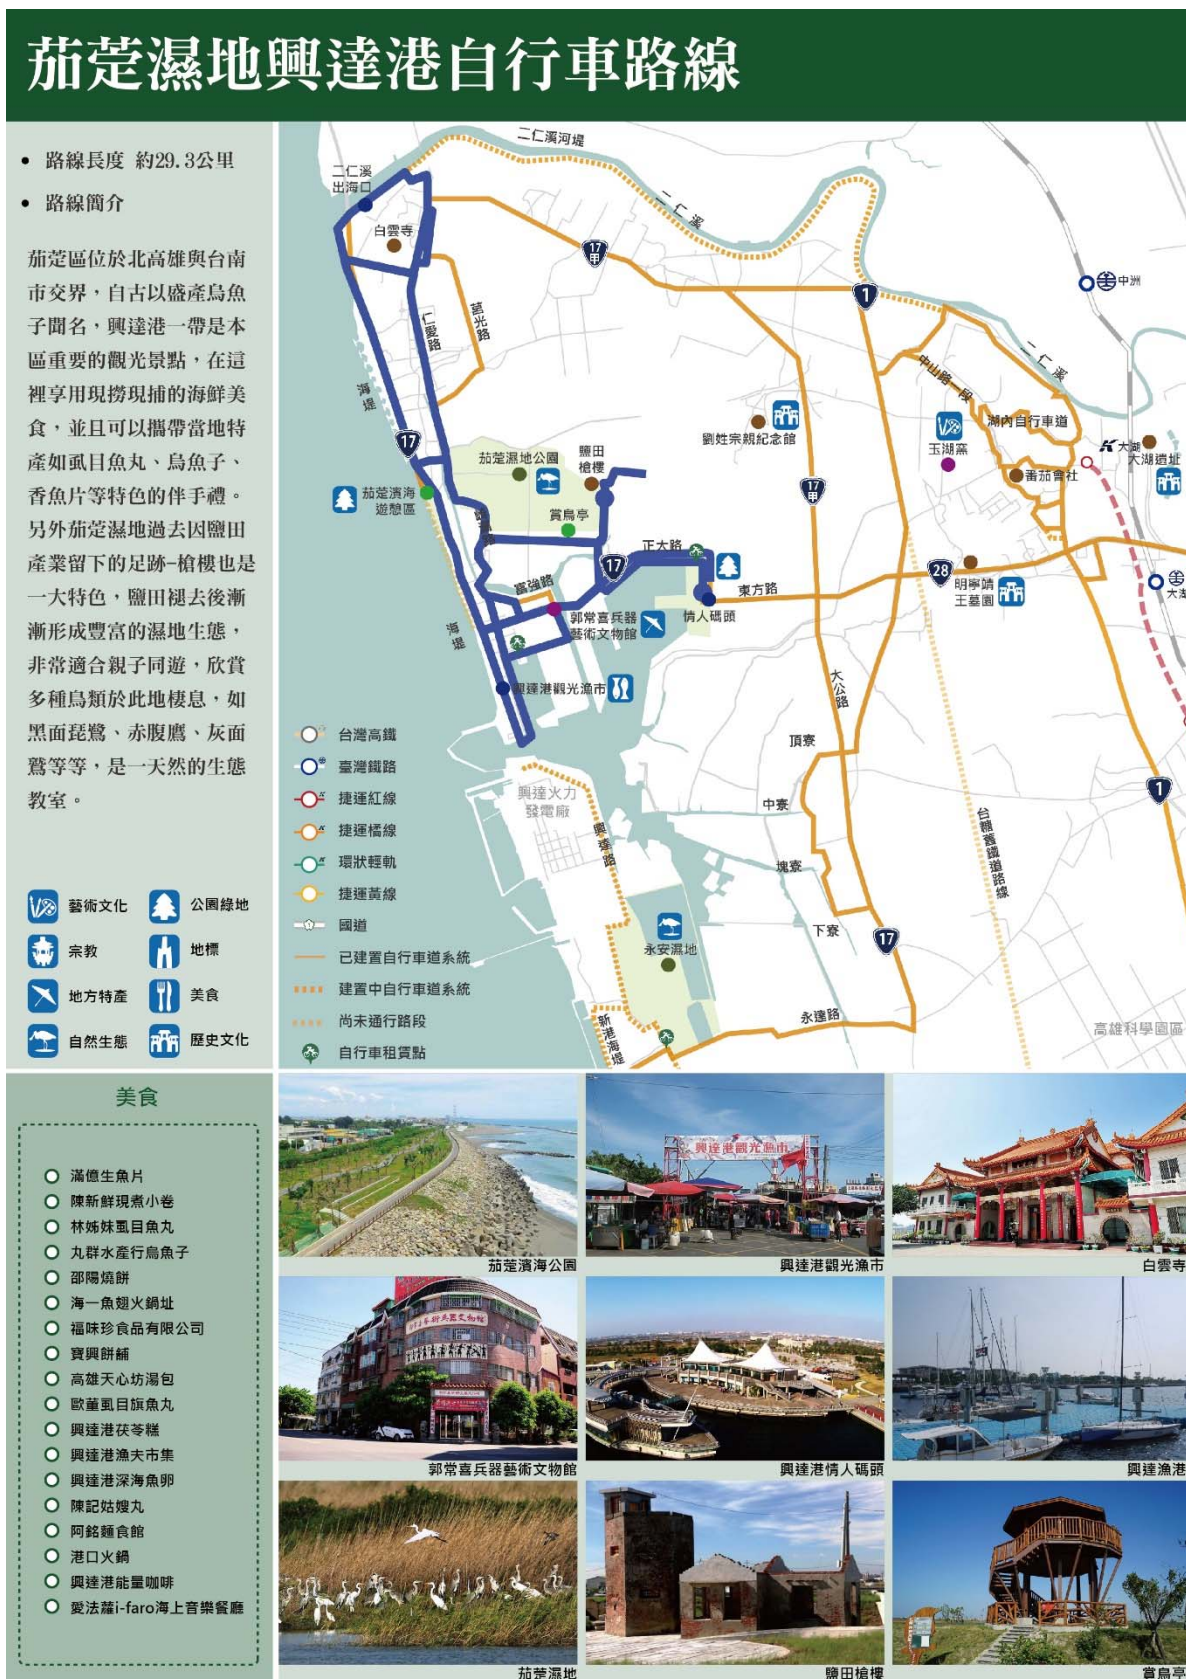 茄萣濕地興達港自行車路線
• 路線長度 約29.3公里
• 路線簡介
茄萣區位於北高雄與台南
市交界，自古以盛產烏魚
子聞名，興達港一帶是本
區重要的觀光景點，在這
裡享用現撈現捕的海鮮美
食，並且可以攜帶當地特
產如虱目魚丸、烏魚子、
香魚片等特色的伴手禮。
另外茄萣濕地過去因鹽田
產業留下的足跡-槍樓也是
一大特色，鹽田褪去後漸
漸形成豐富的濕地生態，
非常適合親子同遊，欣賞
多種鳥類於此地棲息，如
黑面琵鷺、赤腹鷹、灰面
鵟等等，是一天然的生態
教室。
藝術文化
公園綠地
宗教
地標
地方特產
美食
自然生態
歷史文化
二仁溪河堤
二仁溪
出海口
白雲寺
二仁溪
17甲
1
中洲
莒光路
仁愛路
海堤
二仁溪
中山路一段
湖內自行車道
17
劉姓宗親紀念館
玉湖窯
大湖
大湖遺址
茄萣濕地公園
鹽田
槍樓
17甲
番茄會社
茄萣濱海
遊憩區
賞鳥亭
正大路
17
富強路
28
明寧靖
王墓園
大湖
東方路
郭常喜兵器
藝術文物館
情人碼頭
海堤
興達港觀光漁市
大公路
頂寮
興達火力
發電廠
中寮
1
興達路
台糖舊鐵道路線
塊寮
下寮
17
永安濕地
永達路
新港海堤
高雄科學園區
台灣高鐵
臺灣鐵路
捷運紅線
捷運橘線
環狀輕軌
捷運黃線
國道
已建置自行車道系統
建置中自行車道系統
尚未通行路段
自行車租賃點
美食
滿億生魚片
陳新鮮現煮小卷
林姊妹虱目魚丸
丸群水產行烏魚子
邵陽燒餅
海一魚翅火鍋址
福味珍食品有限公司
寶興餅舖
高雄天心坊湯包
歐董虱目旗魚丸
興達港茯苓糕
興達港漁夫市集
興達港深海魚卵
陳記姑嫂丸
阿銘麵食館
港口火鍋
興達港能量咖啡
愛法蘿i-faro海上音樂餐廳
興達港觀光漁市
茄萣濱海公園
興達港觀光漁市
白雲寺
郭常喜兵器藝術文物館
興達港情人碼頭
興達漁港
茄萣濕地
鹽田槍樓
賞鳥亭